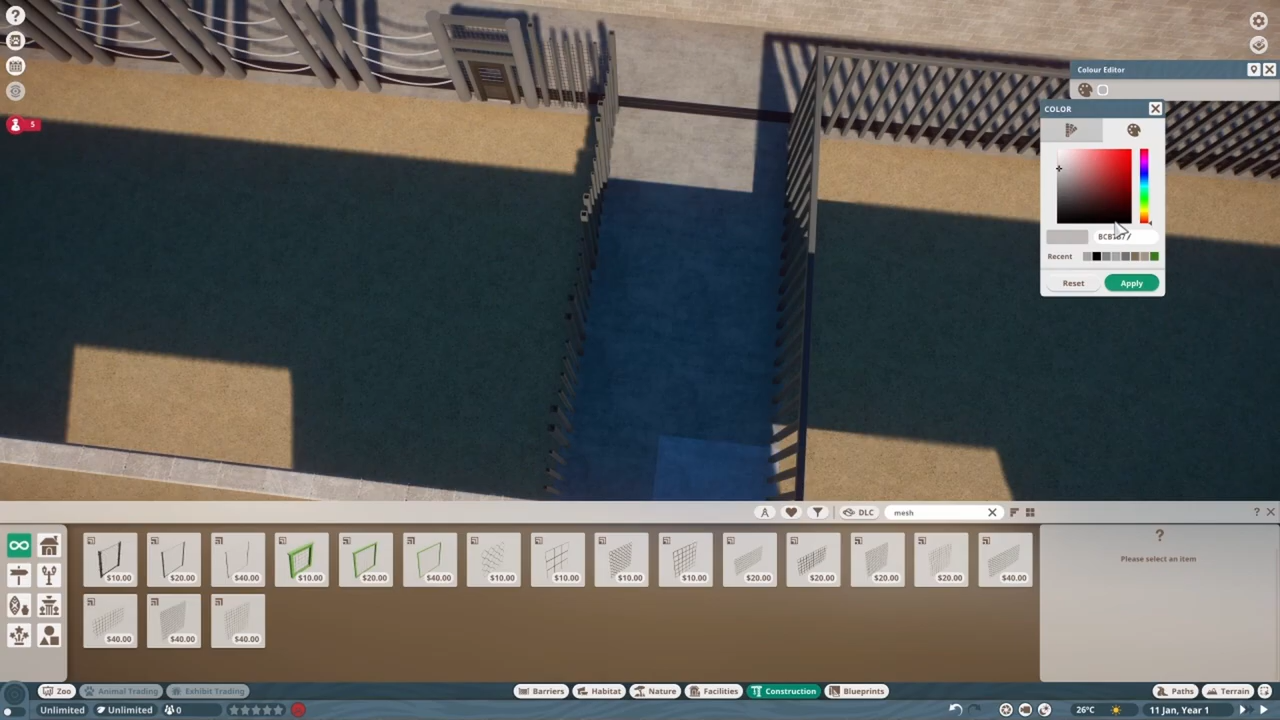 ?
5
Colour Editor
COLOR
Recent
Reset
Apply
DLC
mesh
?
$10.00
$20.00
$40.00
$10.00
$20.00
$40.00
$10.00
$10.00
$10.00
$10.00
$20.00
$20.00
$20.00
$20.00
$40.00
$40.00
$40.00
$40.00
?
Please select an item
Zoo
Animal Trading
Exhibit Trading
Barriers
Habitat
Nature
Facilities
Construction
Blueprints
Paths
Terrain
Unlimited
Unlimited
0
26°C
11 Jan, Year 1